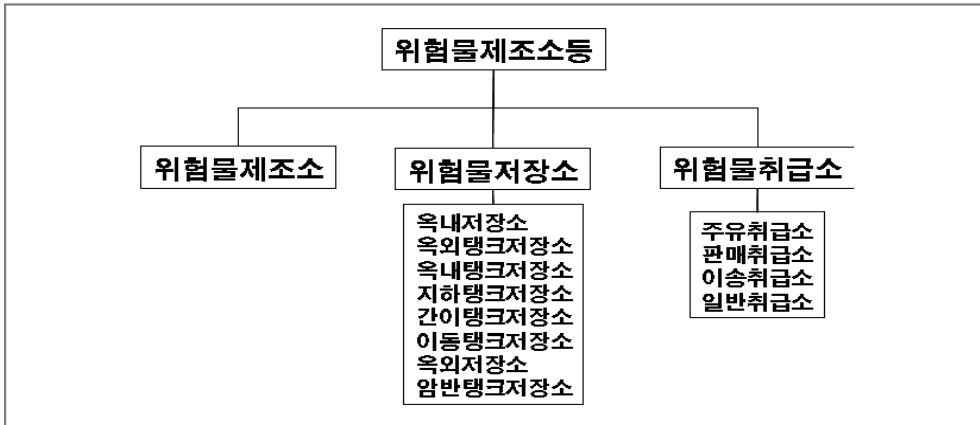 위험물제조소등
위험물제조소
위험물저장소
위험물취급소
옥내저장소
옥외탱크저장소
옥내탱크저장소
지하탱크저장소
간이탱크저장소
이동탱크저장소
옥외저장소
암반탱크저장소
주유취급소
판매취급소
이송취급소
일반취급소